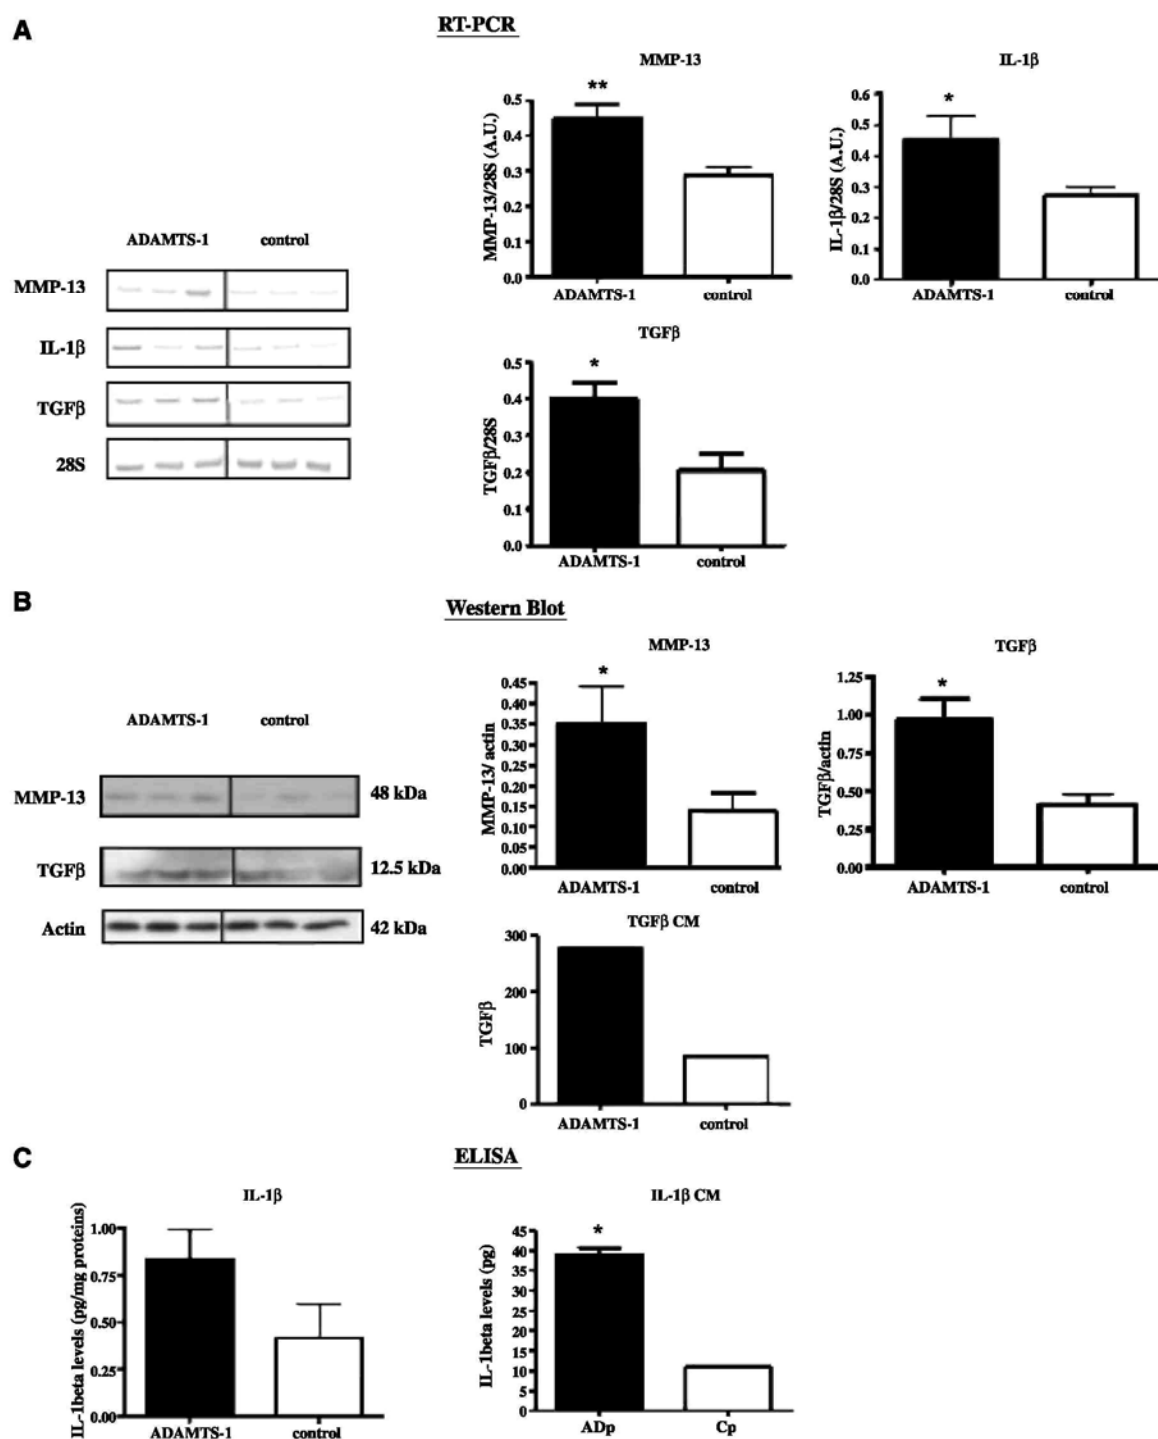 A
RT-PCR
ADAMTS-1 control
MMP-13
IL-1β
TGFβ
28S
MMP-13
**
MMP-13/28S (A.U.)
0.5
0.4
0.3
0.2
0.1
0.0
ADAMTS-1 control
IL-1β
*
IL-1β/28S (A.U.)
0.6
0.5
0.4
0.3
0.2
0.1
0.0
ADAMTS-1 control
TGFβ
*
TGFβ/28S
0.5
0.4
0.3
0.2
0.1
0.0
ADAMTS-1 control
B
Western Blot
ADAMTS-1 control
MMP-13 48 kDa
TGFβ 12.5 kDa
Actin 42 kDa
MMP-13
*
MMP-13/ actin
0.45
0.40
0.35
0.30
0.25
0.20
0.15
0.10
0.05
0.00
ADAMTS-1 control
TGFβ
*
TGFβ/actin
1.25
1.00
0.75
0.50
0.25
0.00
ADAMTS-1 control
TGFβ CM
TGFβ
300
200
100
0
ADAMTS-1 control
C
ELISA
IL-1β
IL-1beta levels (pg/mg proteins)
1.00
0.75
0.50
0.25
0.00
ADAMTS-1 control
IL-1β CM
*
IL-1beta levels (pg)
45
40
35
30
25
20
15
10
5
0
ADp Cp